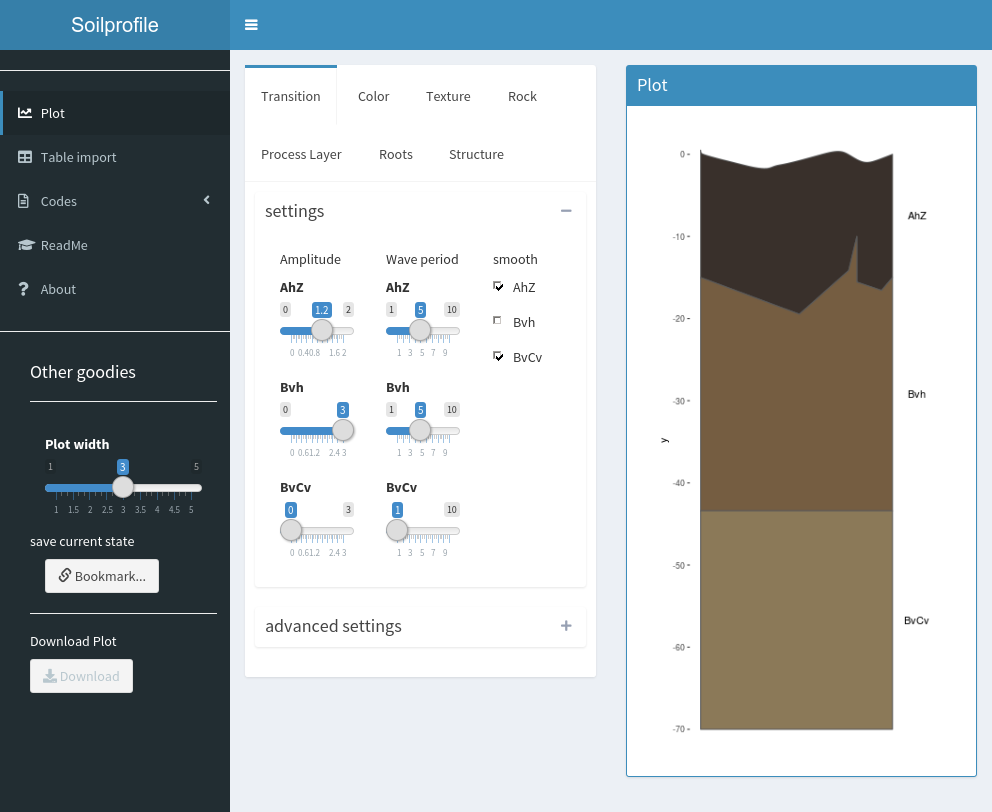 Soilprofile
Plot
Table import
Codes
ReadMe
About
Other goodies
Plot width
1 3 5
1 1.5 2 2.5 3 3.5 4 4.5 5
save current state
Bookmark...
Download Plot
Download
Transition Color Texture Rock
Process Layer Roots Structure
settings
Amplitude Wave period smooth
AhZ AhZ AhZ
0 1.2 2 1 5 10
Bvh
0 0.40.8 1.6 2 1 3 5 7 9
BvCv
Bvh Bvh
0 3 1 5 10
0 0.61.2 2.4 3 1 3 5 7 9
BvCv BvCv
0 3 1 10
0 0.61.2 2.4 3 1 3 5 7 9
advanced settings
Plot
0
AhZ
-10
-20
-30
Bvh
y
-40
-50
BvCv
-60
-70